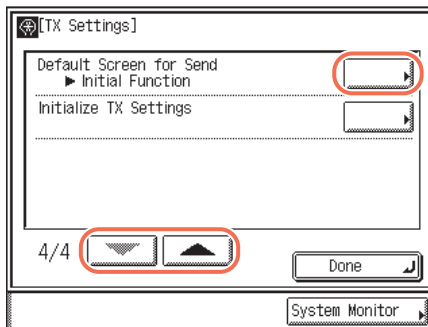 [TX Settings]
Default Screen for Send
▶ Initial Function
Initialize TX Settings
4/4
Done
System Monitor